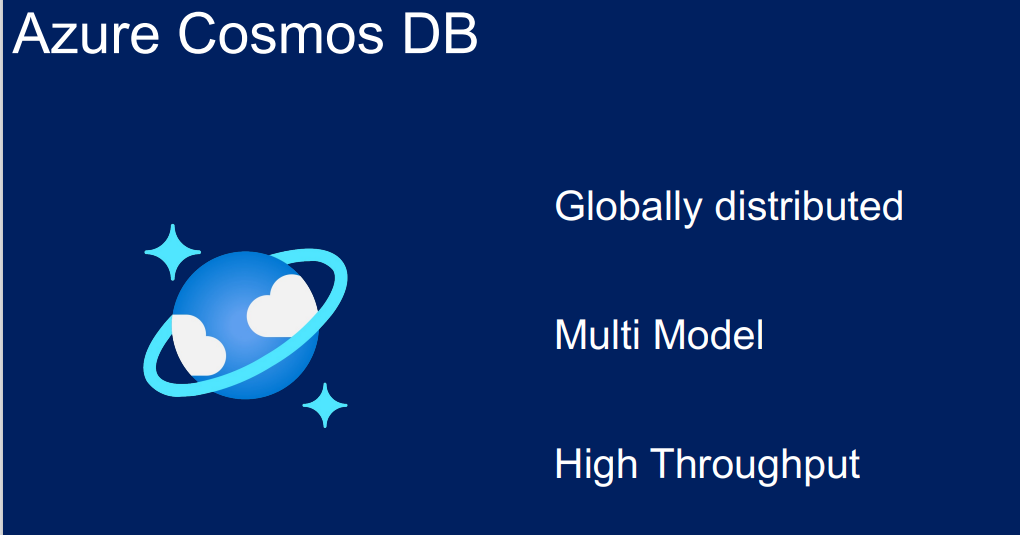 Azure Cosmos DB
Globally distributed
Multi Model
High Throughput